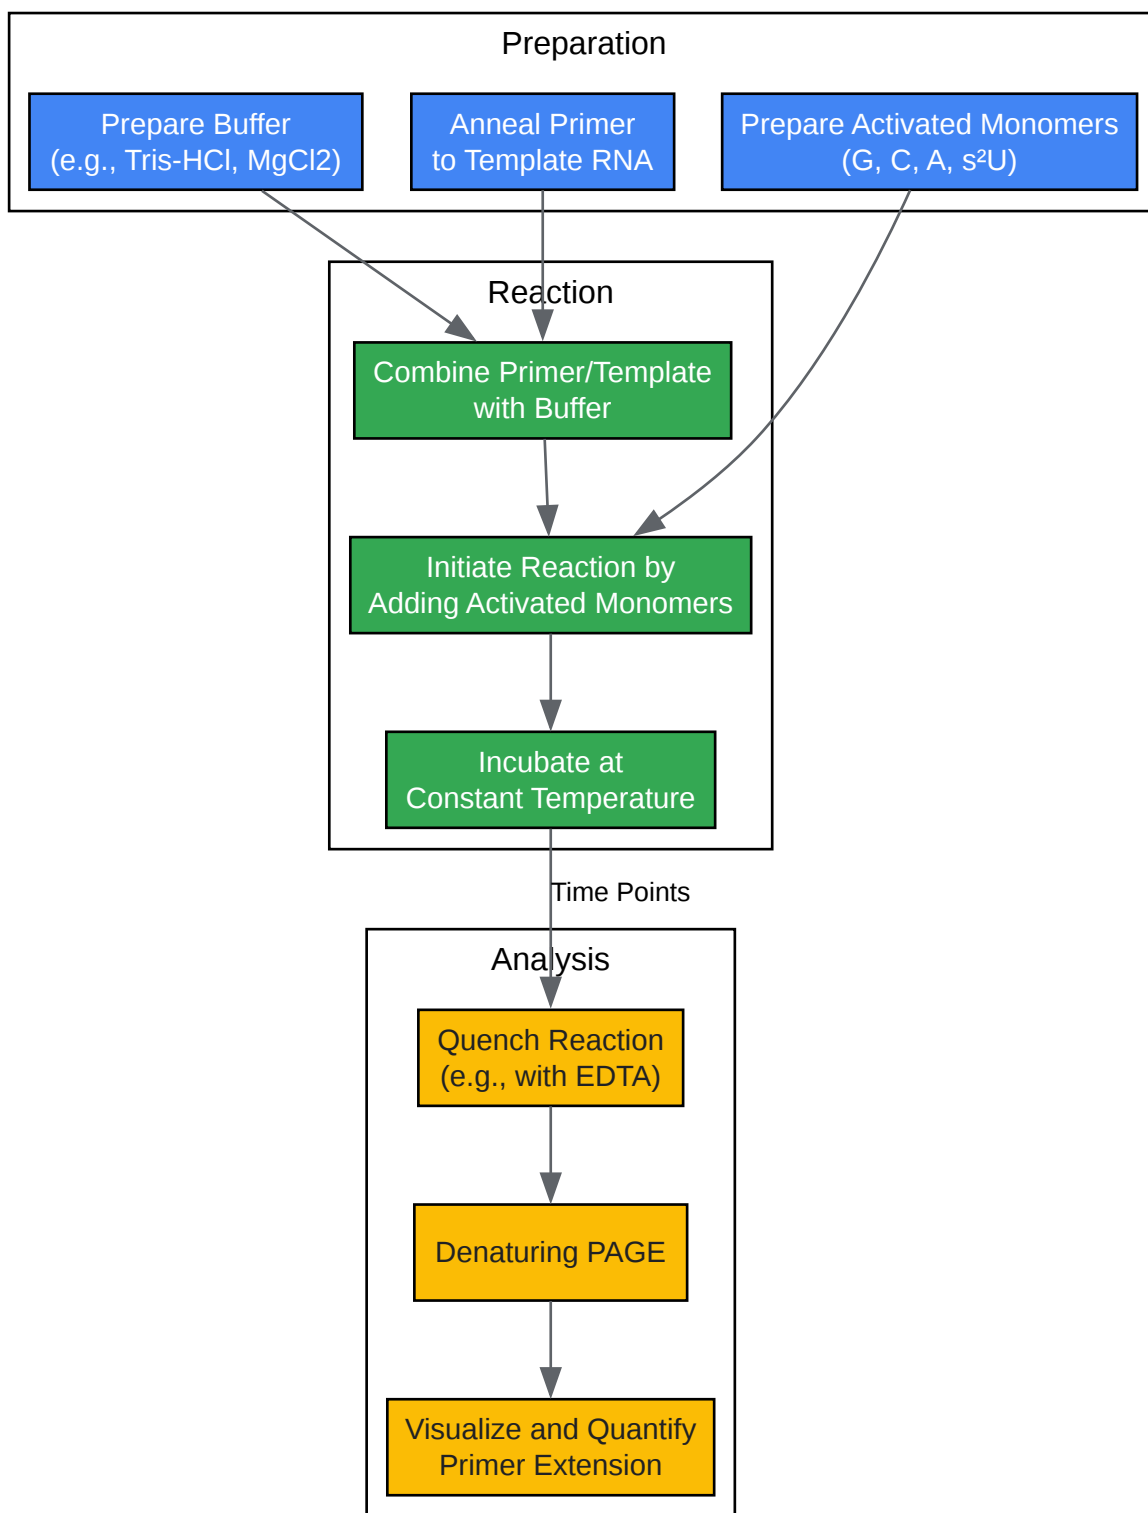 Preparation
Prepare Buffer
(e.g., Tris-HCl, MgCl2)
Anneal Primer
to Template RNA
Prepare Activated Monomers
(G, C, A, s²U)
Reaction
Combine Primer/Template
with Buffer
Initiate Reaction by
Adding Activated Monomers
Incubate at
Constant Temperature
Time Points
Analysis
Quench Reaction
(e.g., with EDTA)
Denaturing PAGE
Visualize and Quantify
Primer Extension